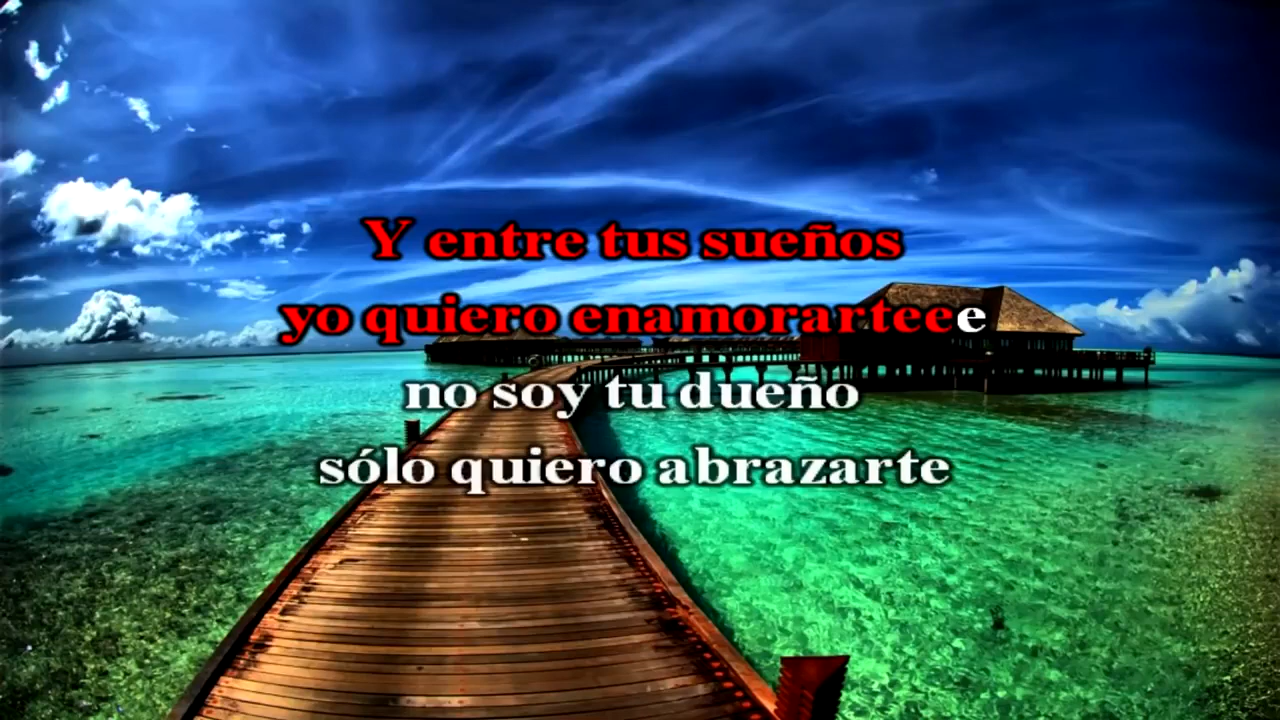 Y entre tus sueños
yo quiero enamorarteee
no soy tu dueño
sólo quiero abrazarte